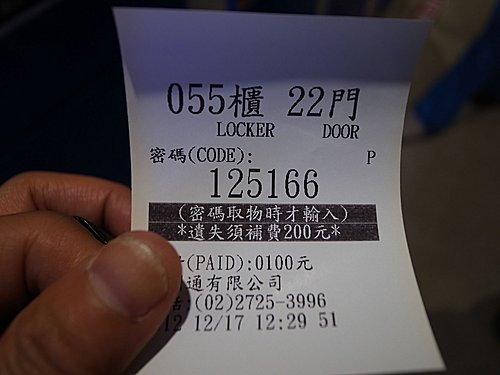 055櫃 22門
LOCKER DOOR
密碼(CODE): P
125166
(密碼取物時才輸入)
*遺失須補費200元*
(PAID):0100元
通有限公司
:(02)2725-3996
12 12/17 12:29 51